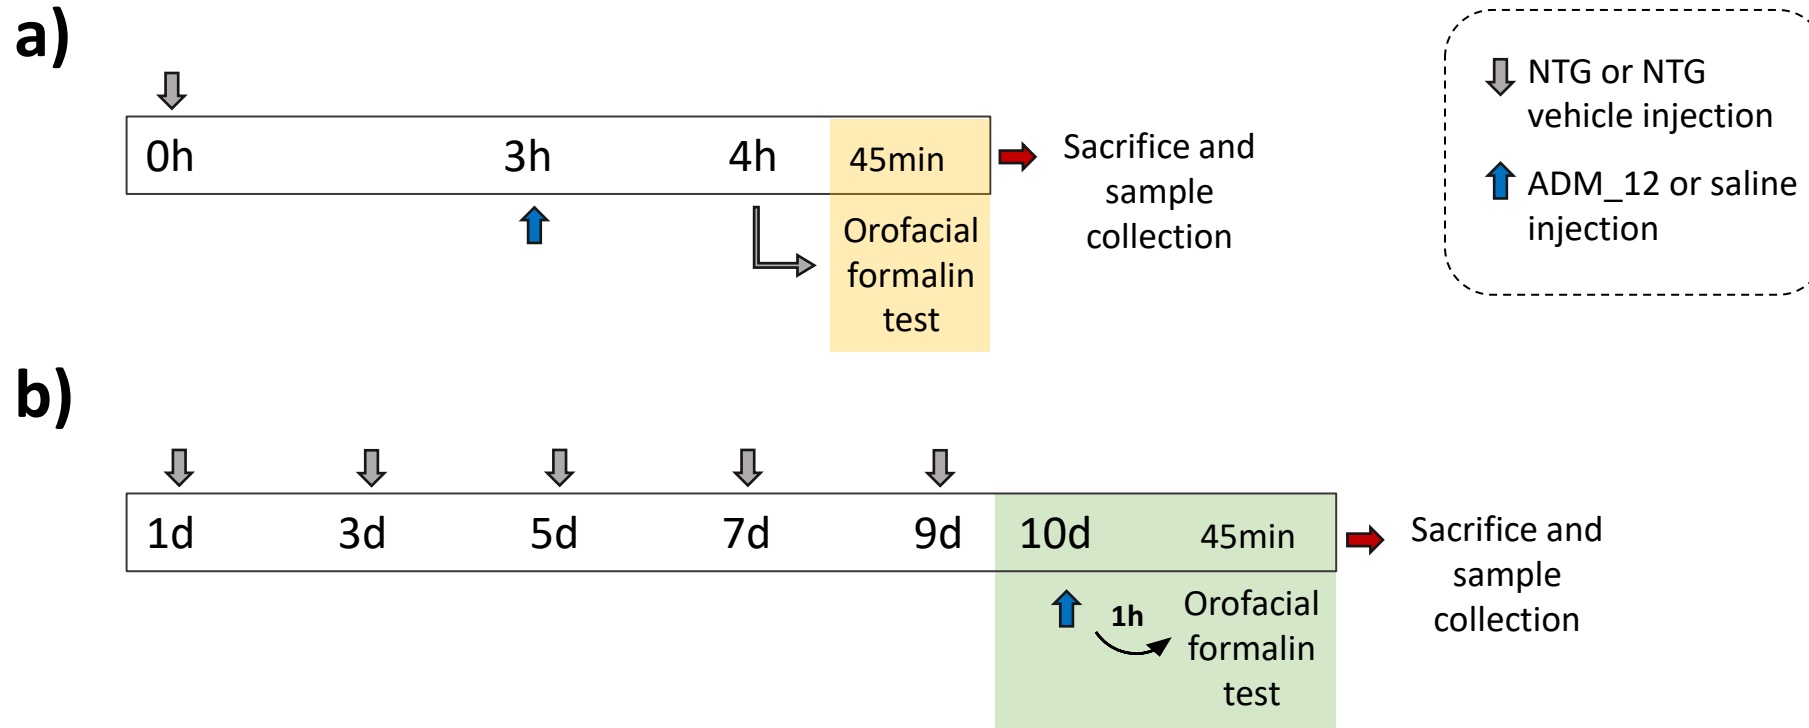 a)
0h
3h
4h
45min
Orofacial
formalin
test
Sacrifice and
sample
collection
NTG or NTG
vehicle injection
ADM_12 or saline
injection
b)
1d
3d
5d
7d
9d
10d
45min
1h
Orofacial
formalin
test
Sacrifice and
sample
collection